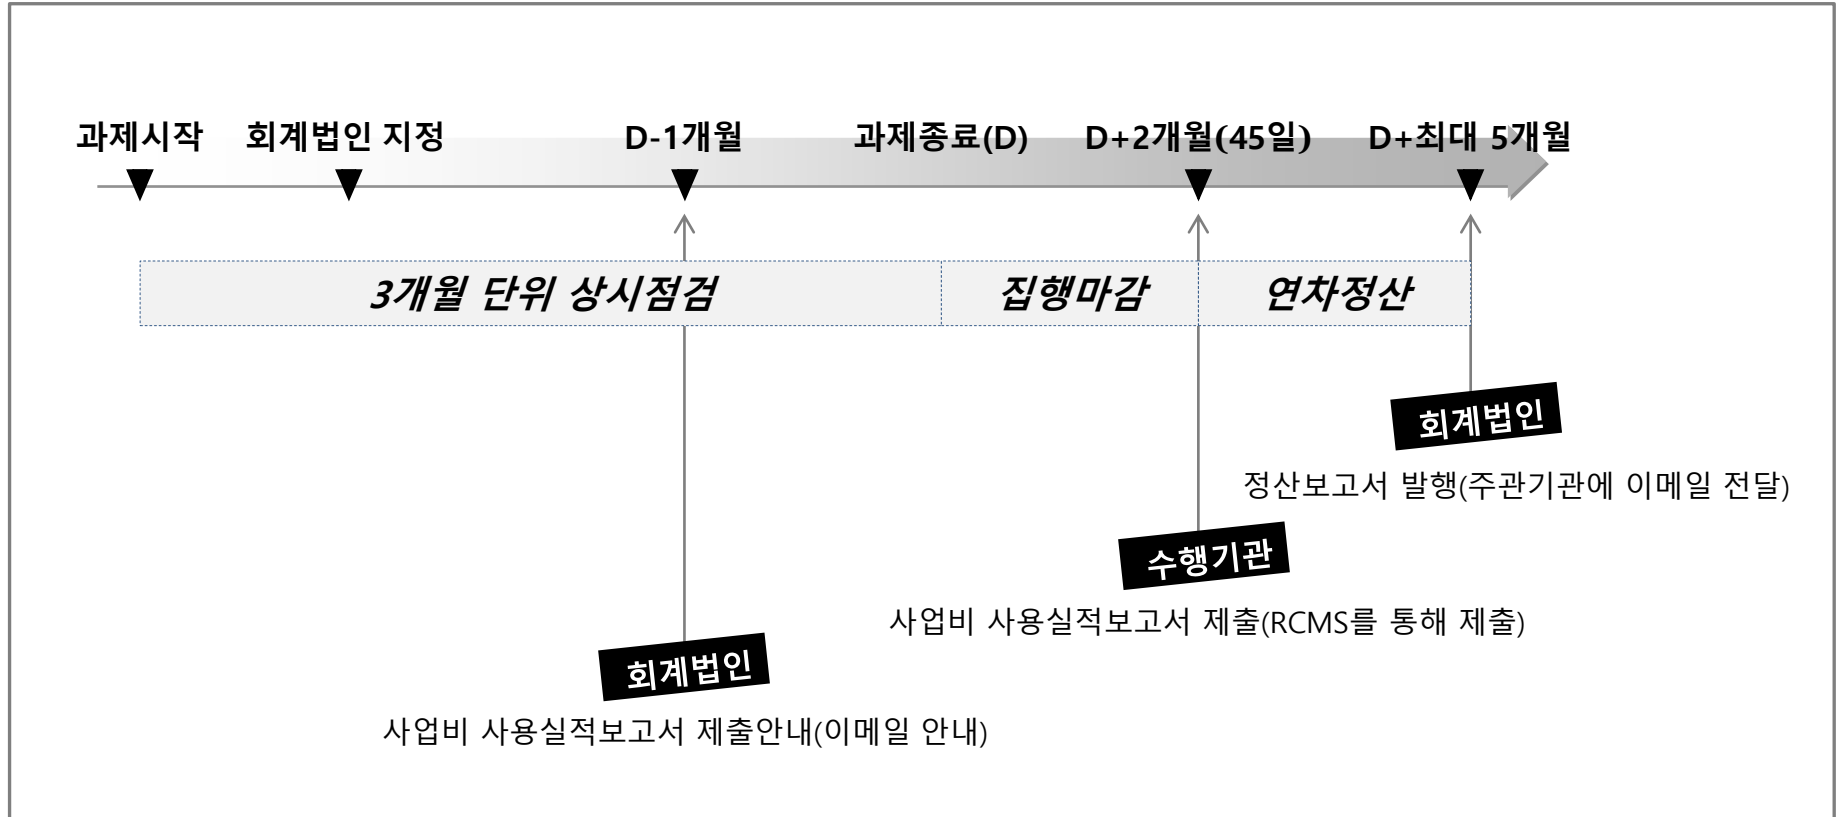 과제시작 회계법인 지정 D-1개월 과제종료(D) D+2개월(45일) D+최대 5개월
3개월 단위 상시점검 집행마감 연차정산
회계법인
정산보고서 발행(주관기관에 이메일 전달)
수행기관
사업비 사용실적보고서 제출(RCMS를 통해 제출)
회계법인
사업비 사용실적보고서 제출안내(이메일 안내)